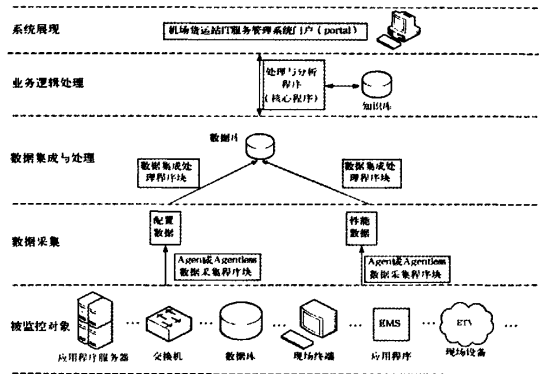 系统展现
机场货运站IT服务管理系统门户（portal）
业务逻辑处理
处理与分析
程序
（核心程序）
知识库
数据集成与处理
数据库
数据集成处
理程序块
数据集成处
理程序块
数据采集
配置
数据
性能
数据
Agen或Agentless
数据采集程序块
Agen或Agentless
数据采集程序块
被监控对象
应用程序服务器
交换机
数据库
现场终端
EMS
应用程序
ETV
现场设备